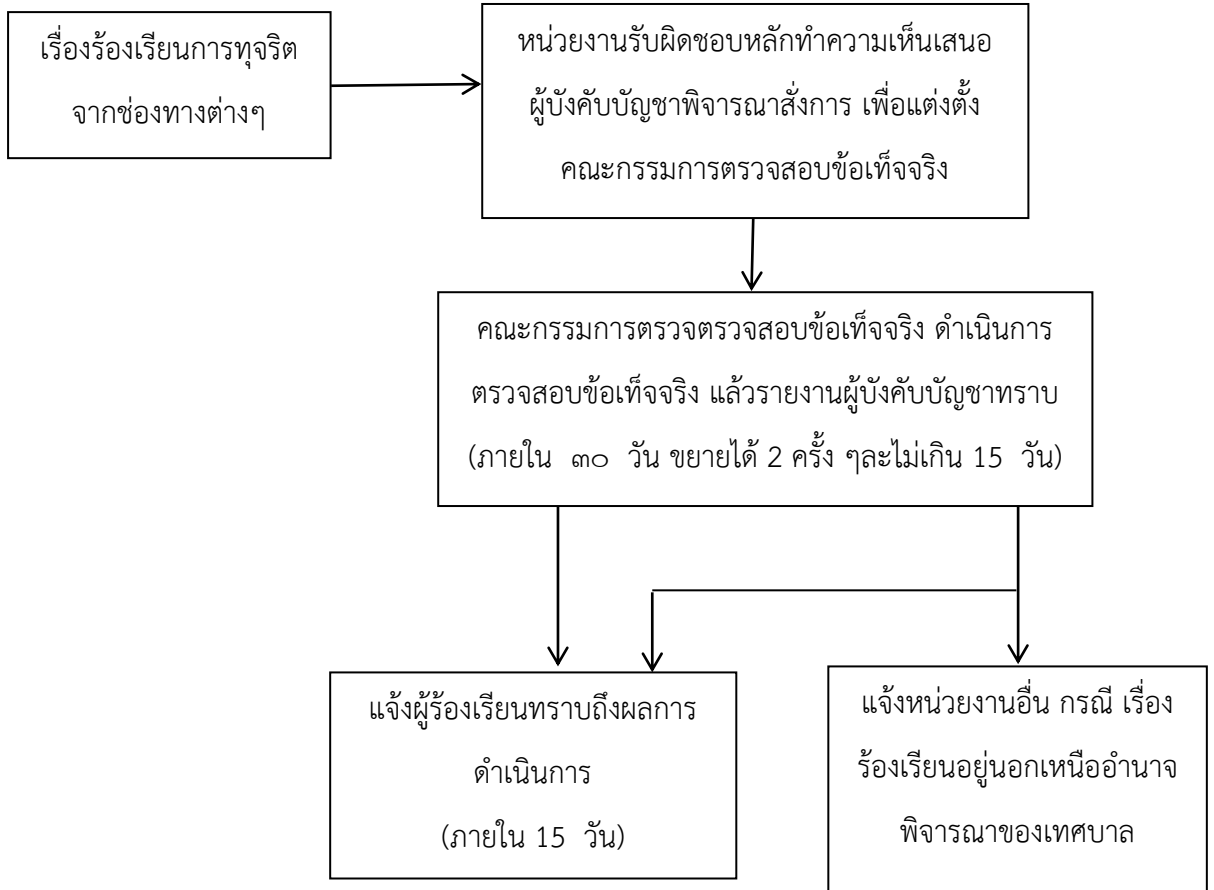 เรื่องร้องเรียนการทุจริต
จากช่องทางต่างๆ
หน่วยงานรับผิดชอบหลักทำความเห็นเสนอ
ผู้บังคับบัญชาพิจารณาสั่งการ เพื่อแต่งตั้ง
คณะกรรมการตรวจสอบข้อเท็จจริง
คณะกรรมการตรวจตรวจสอบข้อเท็จจริง ดำเนินการ
ตรวจสอบข้อเท็จจริง แล้วรายงานผู้บังคับบัญชาทราบ
(ภายใน ๓๐ วัน ขยายได้ 2 ครั้ง ๆละไม่เกิน 15 วัน)
แจ้งผู้ร้องเรียนทราบถึงผลการ
ดำเนินการ
(ภายใน 15 วัน)
แจ้งหน่วยงานอื่น กรณี เรื่อง
ร้องเรียนอยู่นอกเหนืออำนาจ
พิจารณาของเทศบาล